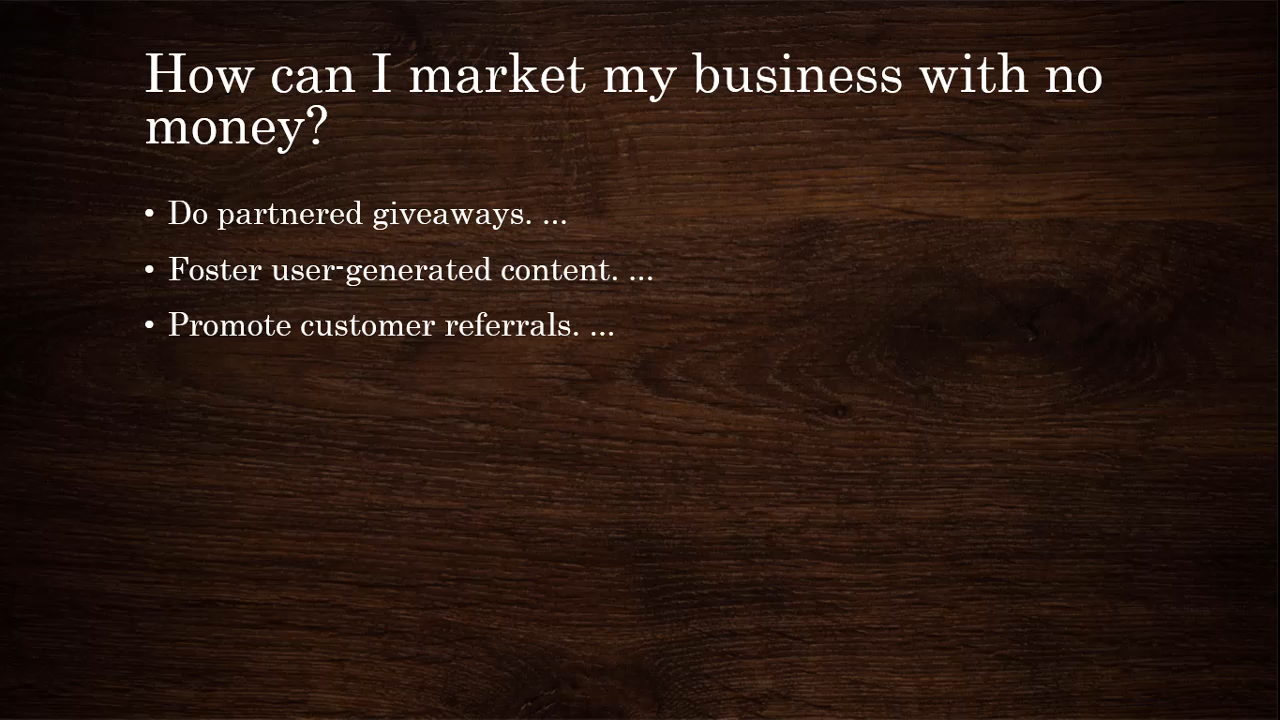 How can I market my business with no
money?
• Do partnered giveaways. ...
• Foster user-generated content. ...
• Promote customer referrals. ...